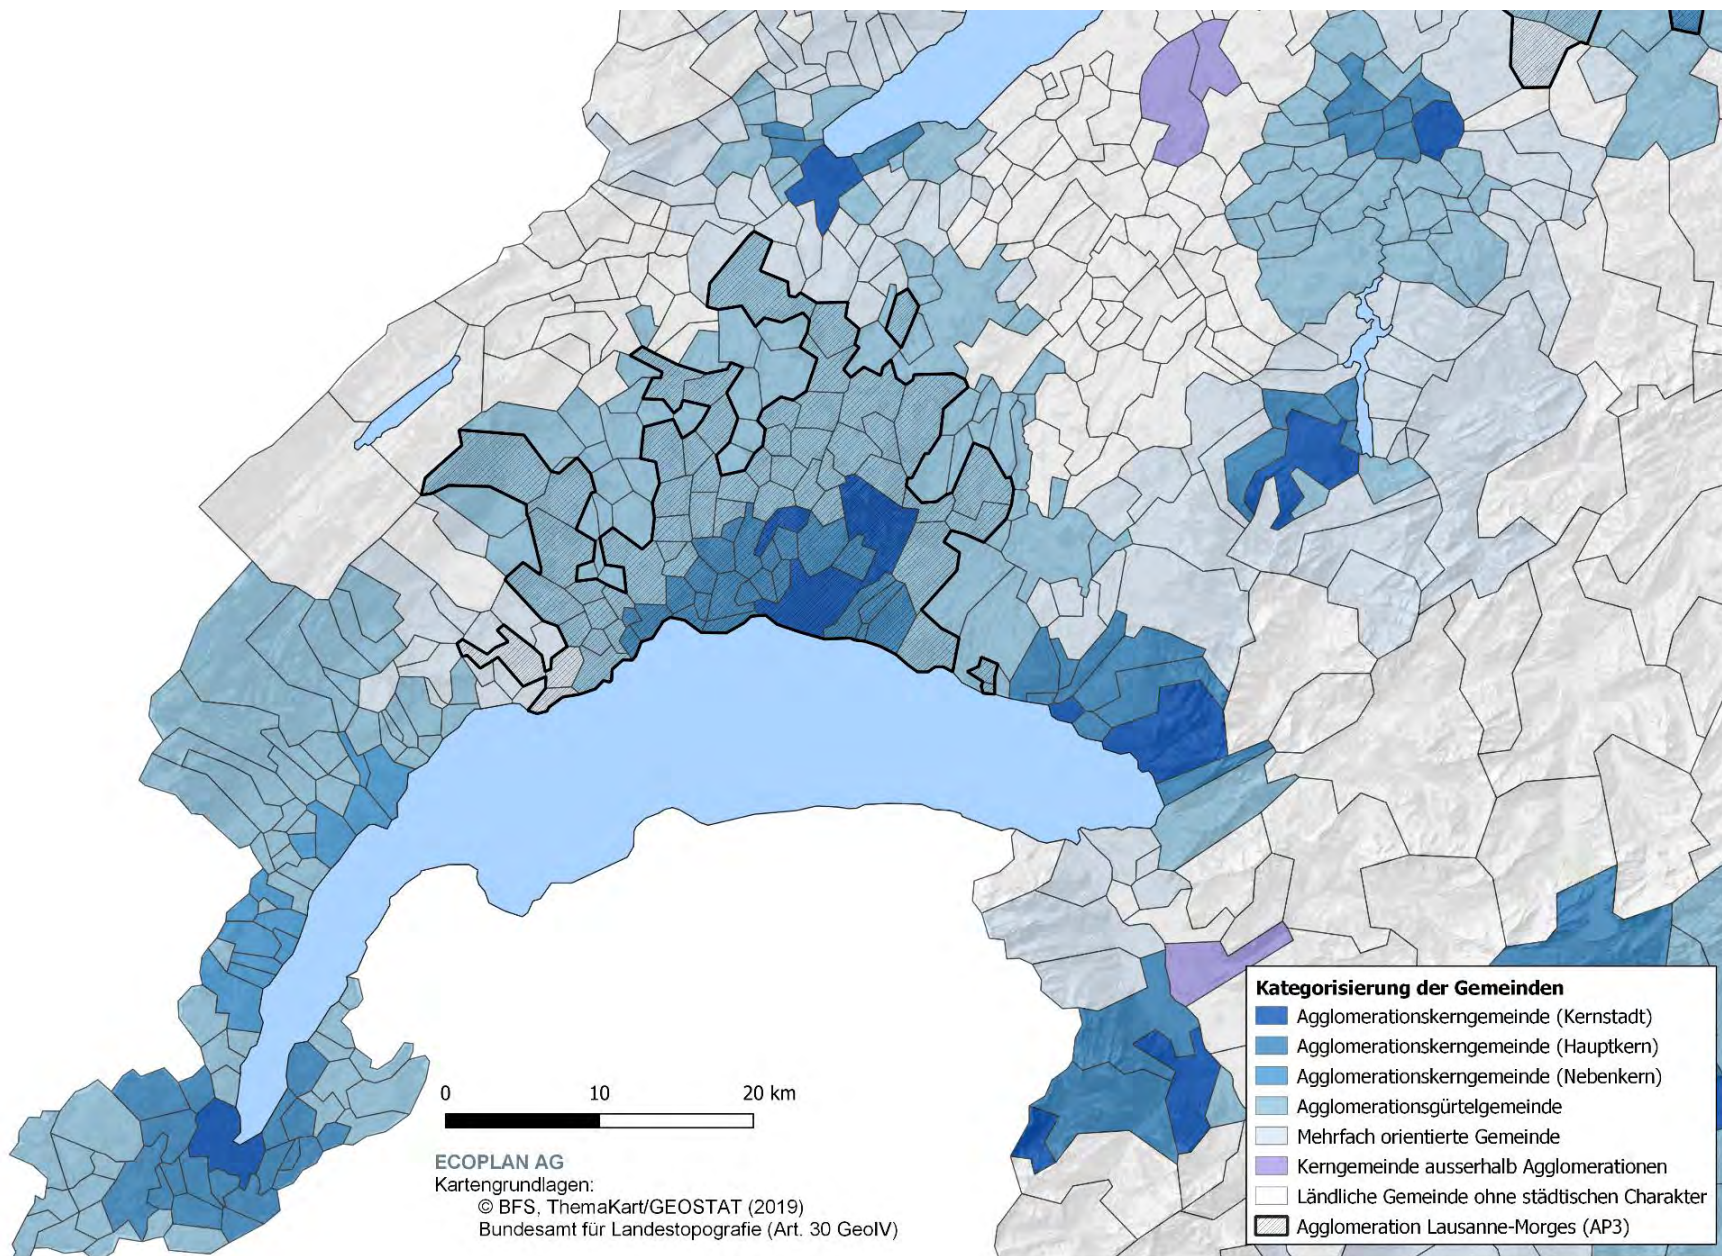 Kategorisierung der Gemeinden
Agglomerationskerngemeinde (Kernstadt)
Agglomerationskerngemeinde (Hauptkern)
Agglomerationskerngemeinde (Nebenkern)
Agglomerationsgürtelgemeinde
Mehrfach orientierte Gemeinde
Kerngemeinde ausserhalb Agglomerationen
Ländliche Gemeinde ohne städtischen Charakter
Agglomeration Lausanne-Morges (AP3)
0 10 20 km
ECOPLAN AG
Kartengrundlagen:
© BFS, ThemaKart/GEOSTAT (2019)
Bundesamt für Landestopografie (Art. 30 GeoIV)